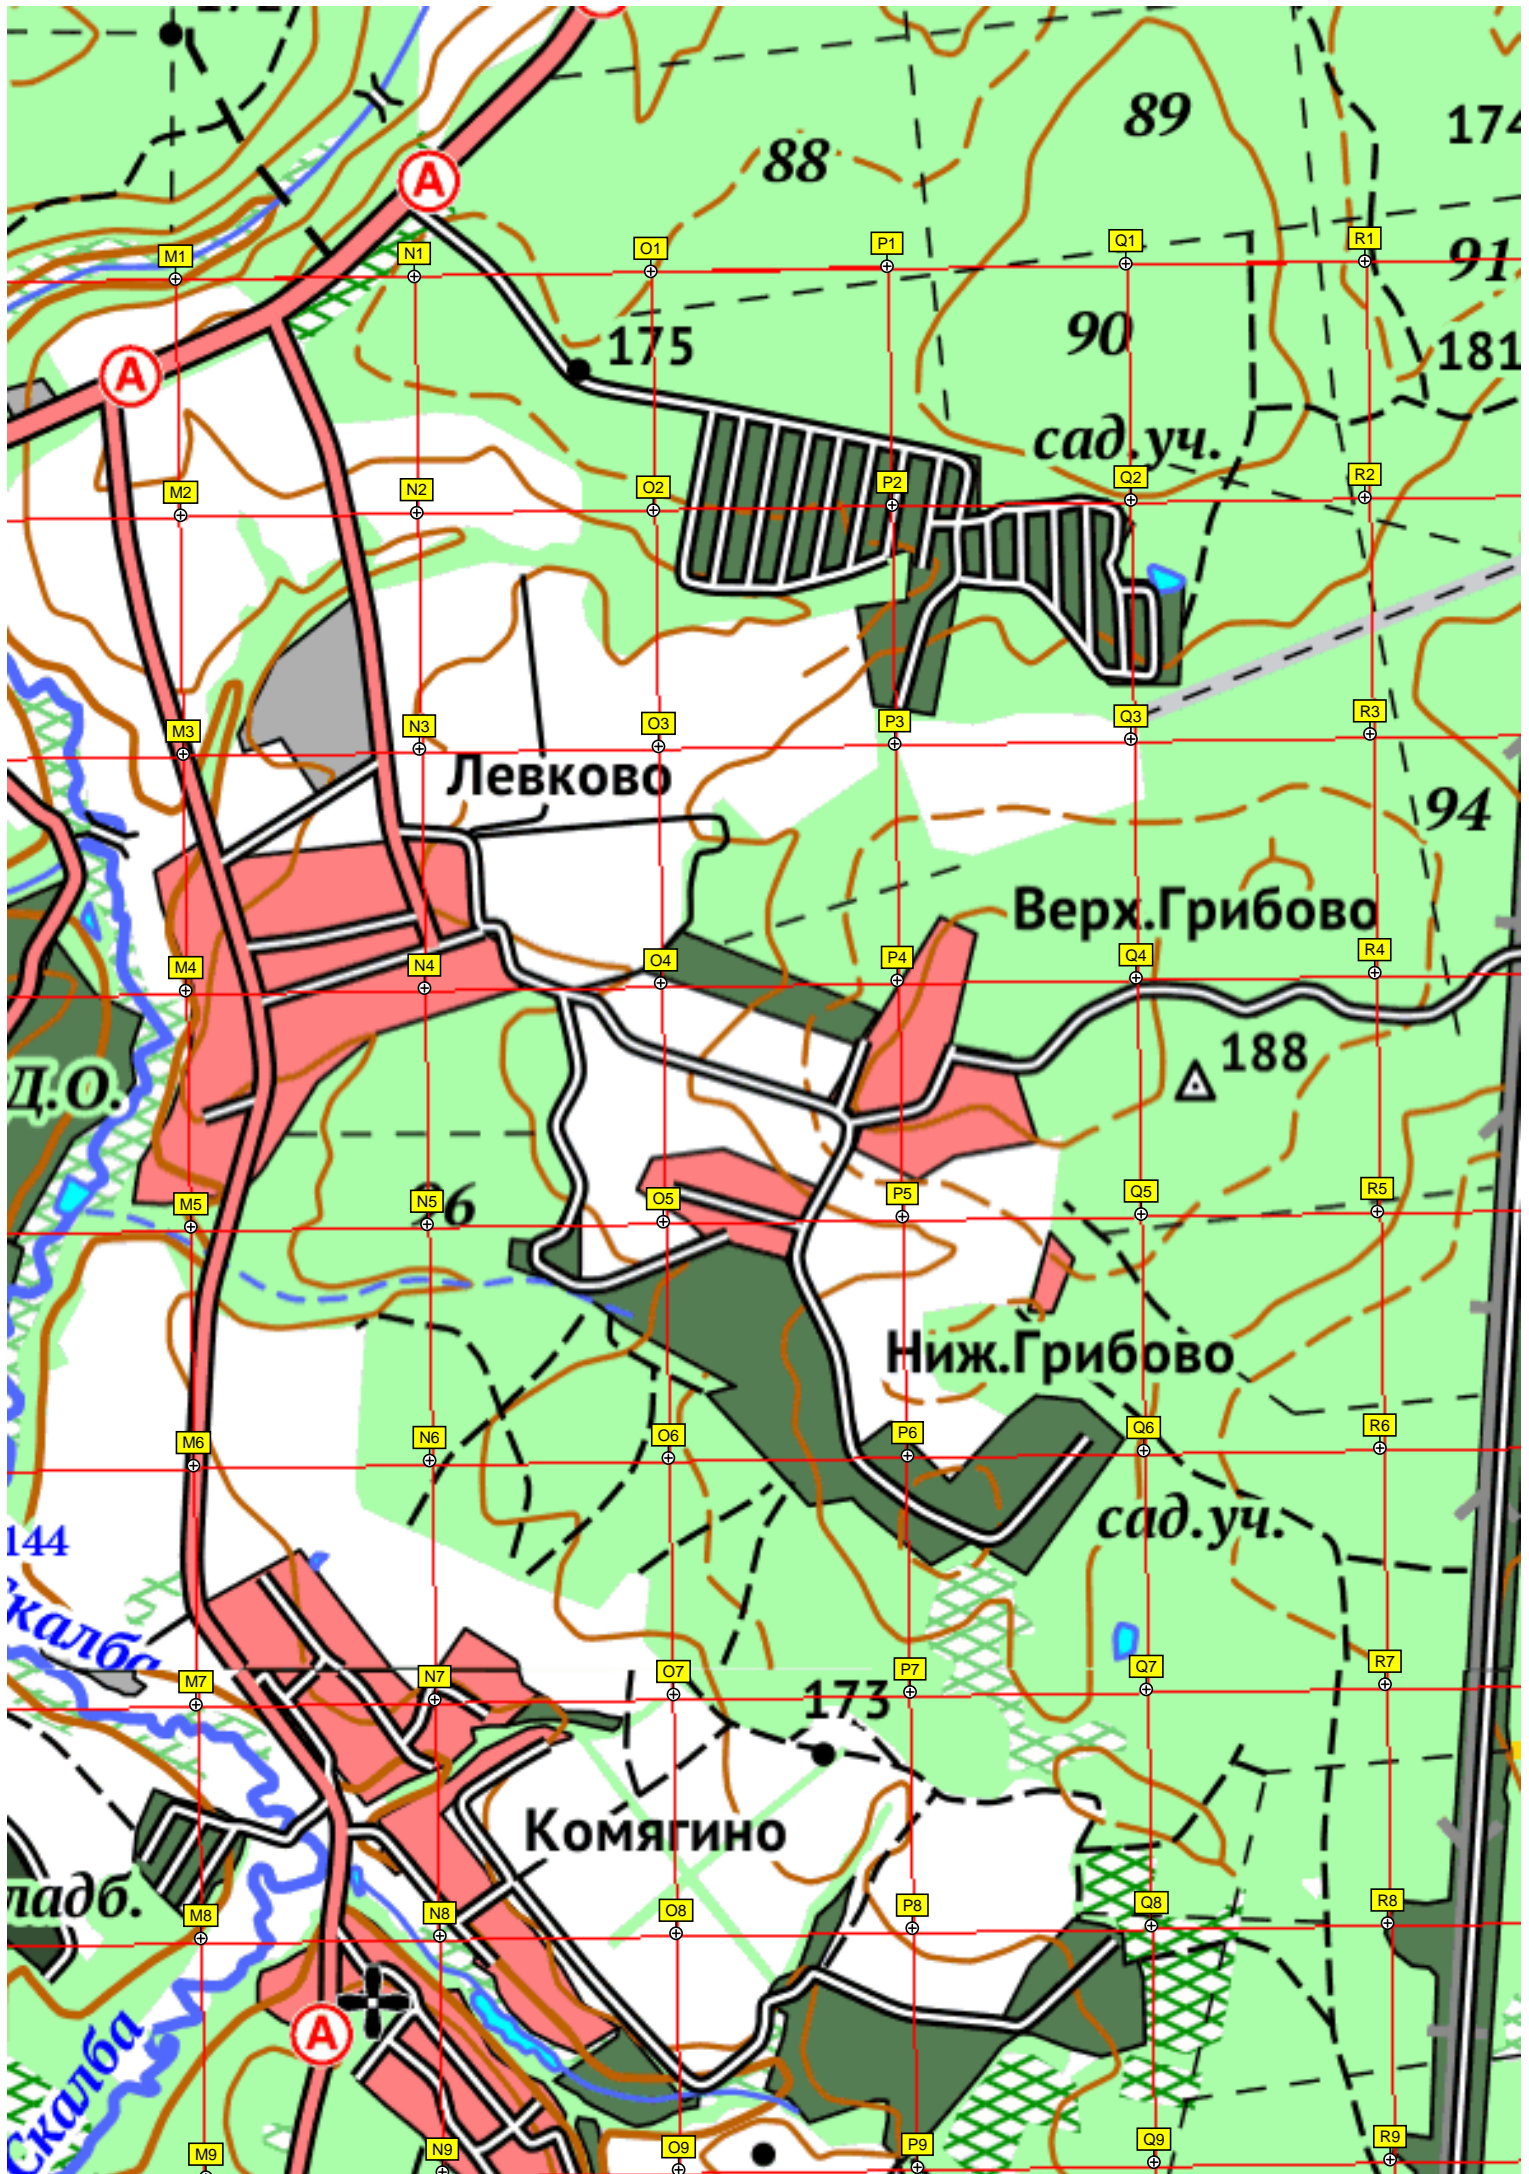 89
88
174
A
M1
N1
O1
P1
Q1
R1
91
90
175
181
A
сад.уч.
M2
N2
O2
P2
Q2
R2
M3
N3
O3
P3
Q3
R3
Левково
94
Верх.Грибово
M4
N4
O4
P4
Q4
R4
188
Д.О.
M5
N5
O5
P5
Q5
R5
Ниж.Грибово
M6
N6
O6
P6
Q6
R6
сад.уч.
144
M7
N7
O7
P7
Q7
R7
173
Комягино
M8
N8
O8
P8
Q8
R8
A
Скалба
M9
N9
O9
P9
Q9
R9